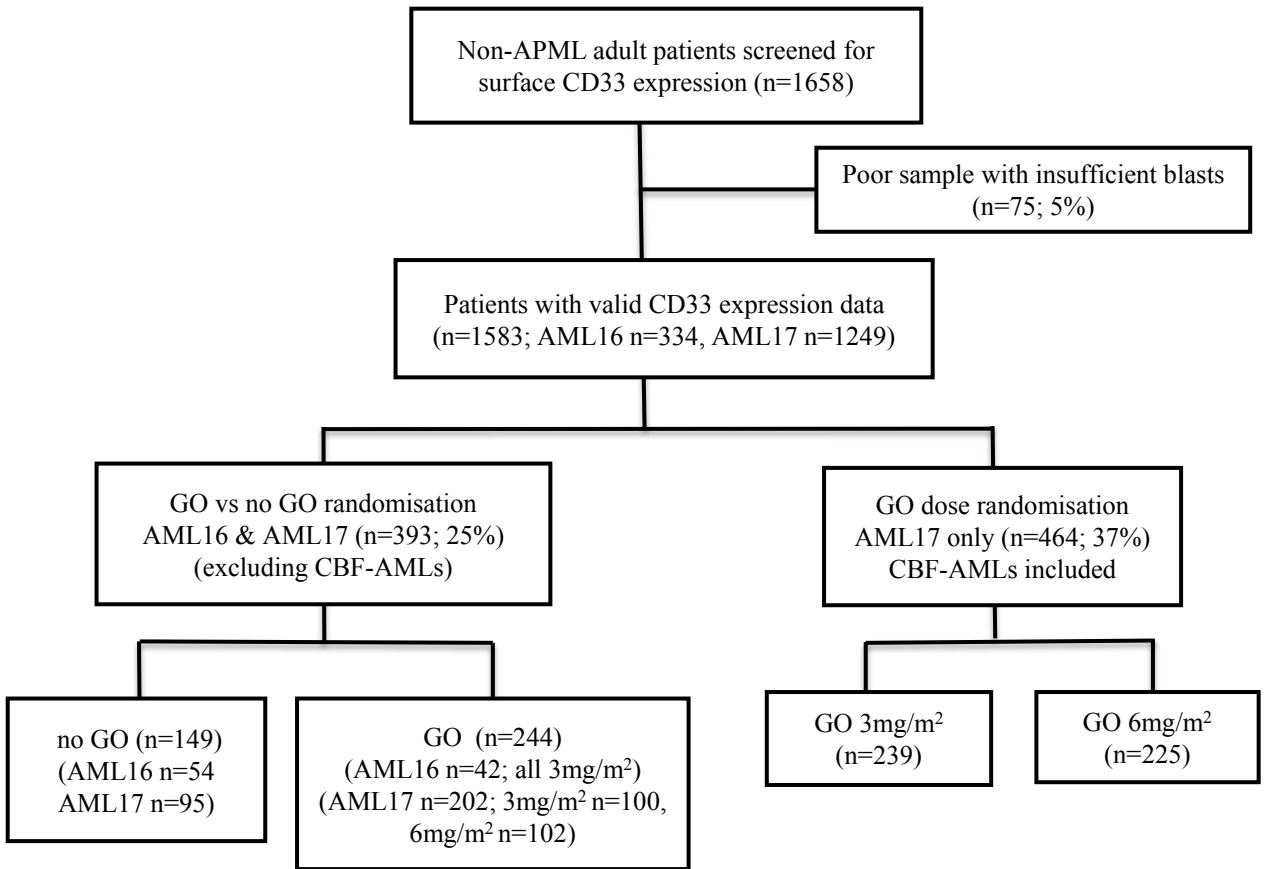 Non-APML adult patients screened for
surface CD33 expression (n=1658)
Poor sample with insufficient blasts
(n=75; 5%)
Patients with valid CD33 expression data
(n=1583; AML16 n=334, AML17 n=1249)
GO vs no GO randomisation
AML16 & AML17 (n=393; 25%)
(excluding CBF-AMLs)
GO dose randomisation
AML17 only (n=464; 37%)
CBF-AMLs included
no GO (n=149)
(AML16 n=54
AML17 n=95)
GO (n=244)
(AML16 n=42; all 3mg/m²)
(AML17 n=202; 3mg/m² n=100,
6mg/m² n=102)
GO 3mg/m²
(n=239)
GO 6mg/m²
(n=225)